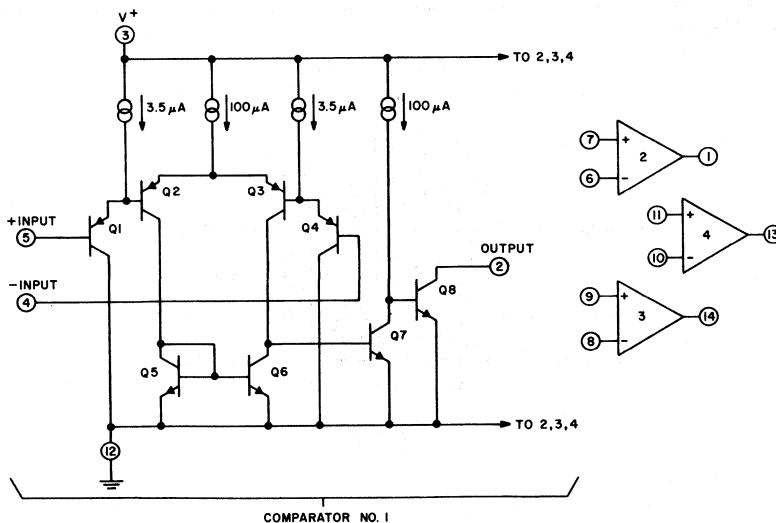 V+
3
TO 2,3,4
3.5μA
100μA
3.5μA
100μA
Q2
Q3
+INPUT
5
Q1
Q4
OUTPUT
2
−INPUT
4
Q8
Q7
Q5
Q6
12
TO 2,3,4
COMPARATOR NO. 1
7
+
2
1
6
−
11
+
4
13
10
−
9
+
3
14
8
−